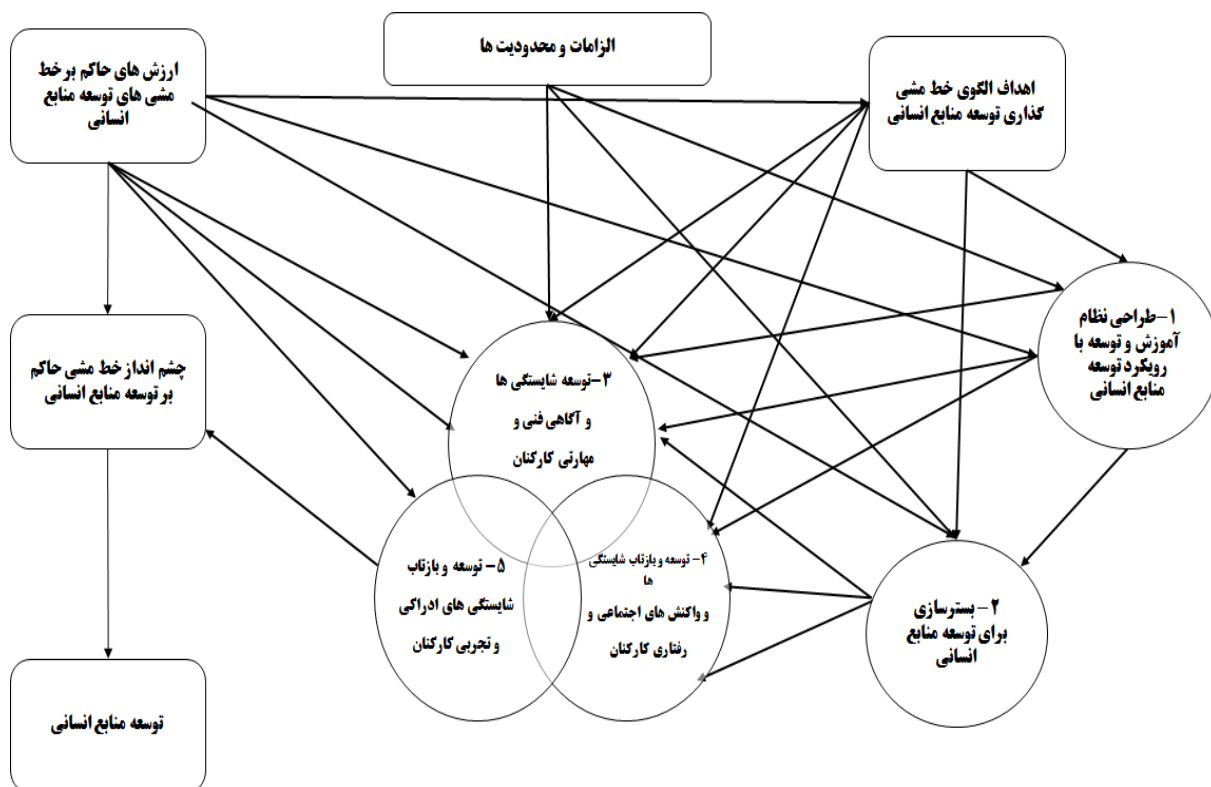 الزامات و محدودیت ها
اهداف الگوی خط مشی
گذاری توسعه منابع انسانی
ارزش های حاکم بر خط
مشی های توسعه منابع
انسانی
۱-طراحی نظام
آموزش و توسعه با
رویکرد توسعه
منابع انسانی
۳-توسعه شایستگی ها
و آگاهی فنی و
مهارتی کارکنان
چشم انداز خط مشی حاکم
بر توسعه منابع انسانی
۲- بسترسازی
برای توسعه منابع
انسانی
۴- توسعه و بازتاب شایستگی
ها
و واکنش های اجتماعی و
رفتاری کارکنان
۵- توسعه و بازتاب
شایستگی های ادراکی
و تجربی کارکنان
توسعه منابع انسانی